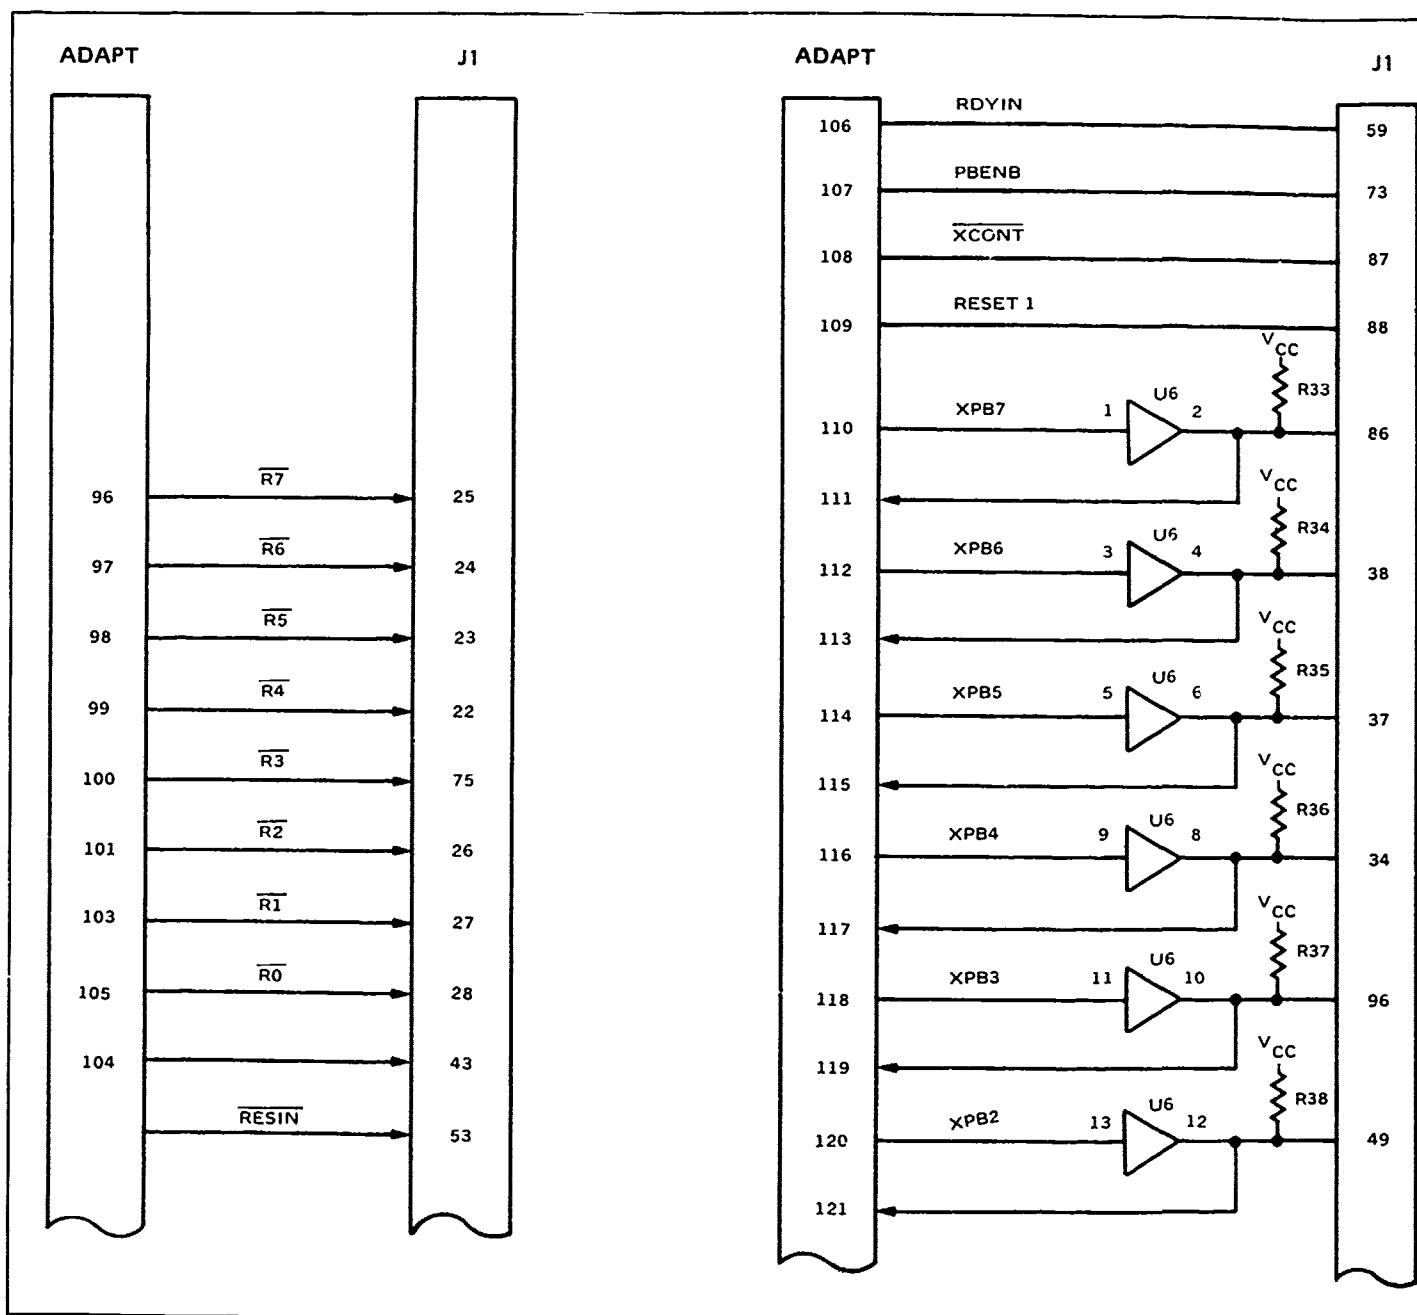 ADAPT J1
96 R7 25
97 R6 24
98 R5 23
99 R4 22
100 R3 75
101 R2 26
103 R1 27
105 R0 28
104 43
RESIN 53
ADAPT J1
106 RDYIN 59
107 PBENB 73
108 XCONT 87
109 RESET 1 88
VCC
R33
110 XPB7 1 U6 2 86
111
VCC
R34
112 XPB6 3 U6 4 38
113
VCC
R35
114 XPB5 5 U6 6 37
115
VCC
R36
116 XPB4 9 U6 8 34
117
VCC
R37
118 XPB3 11 U6 10 96
119
VCC
R38
120 XPB2 13 U6 12 49
121